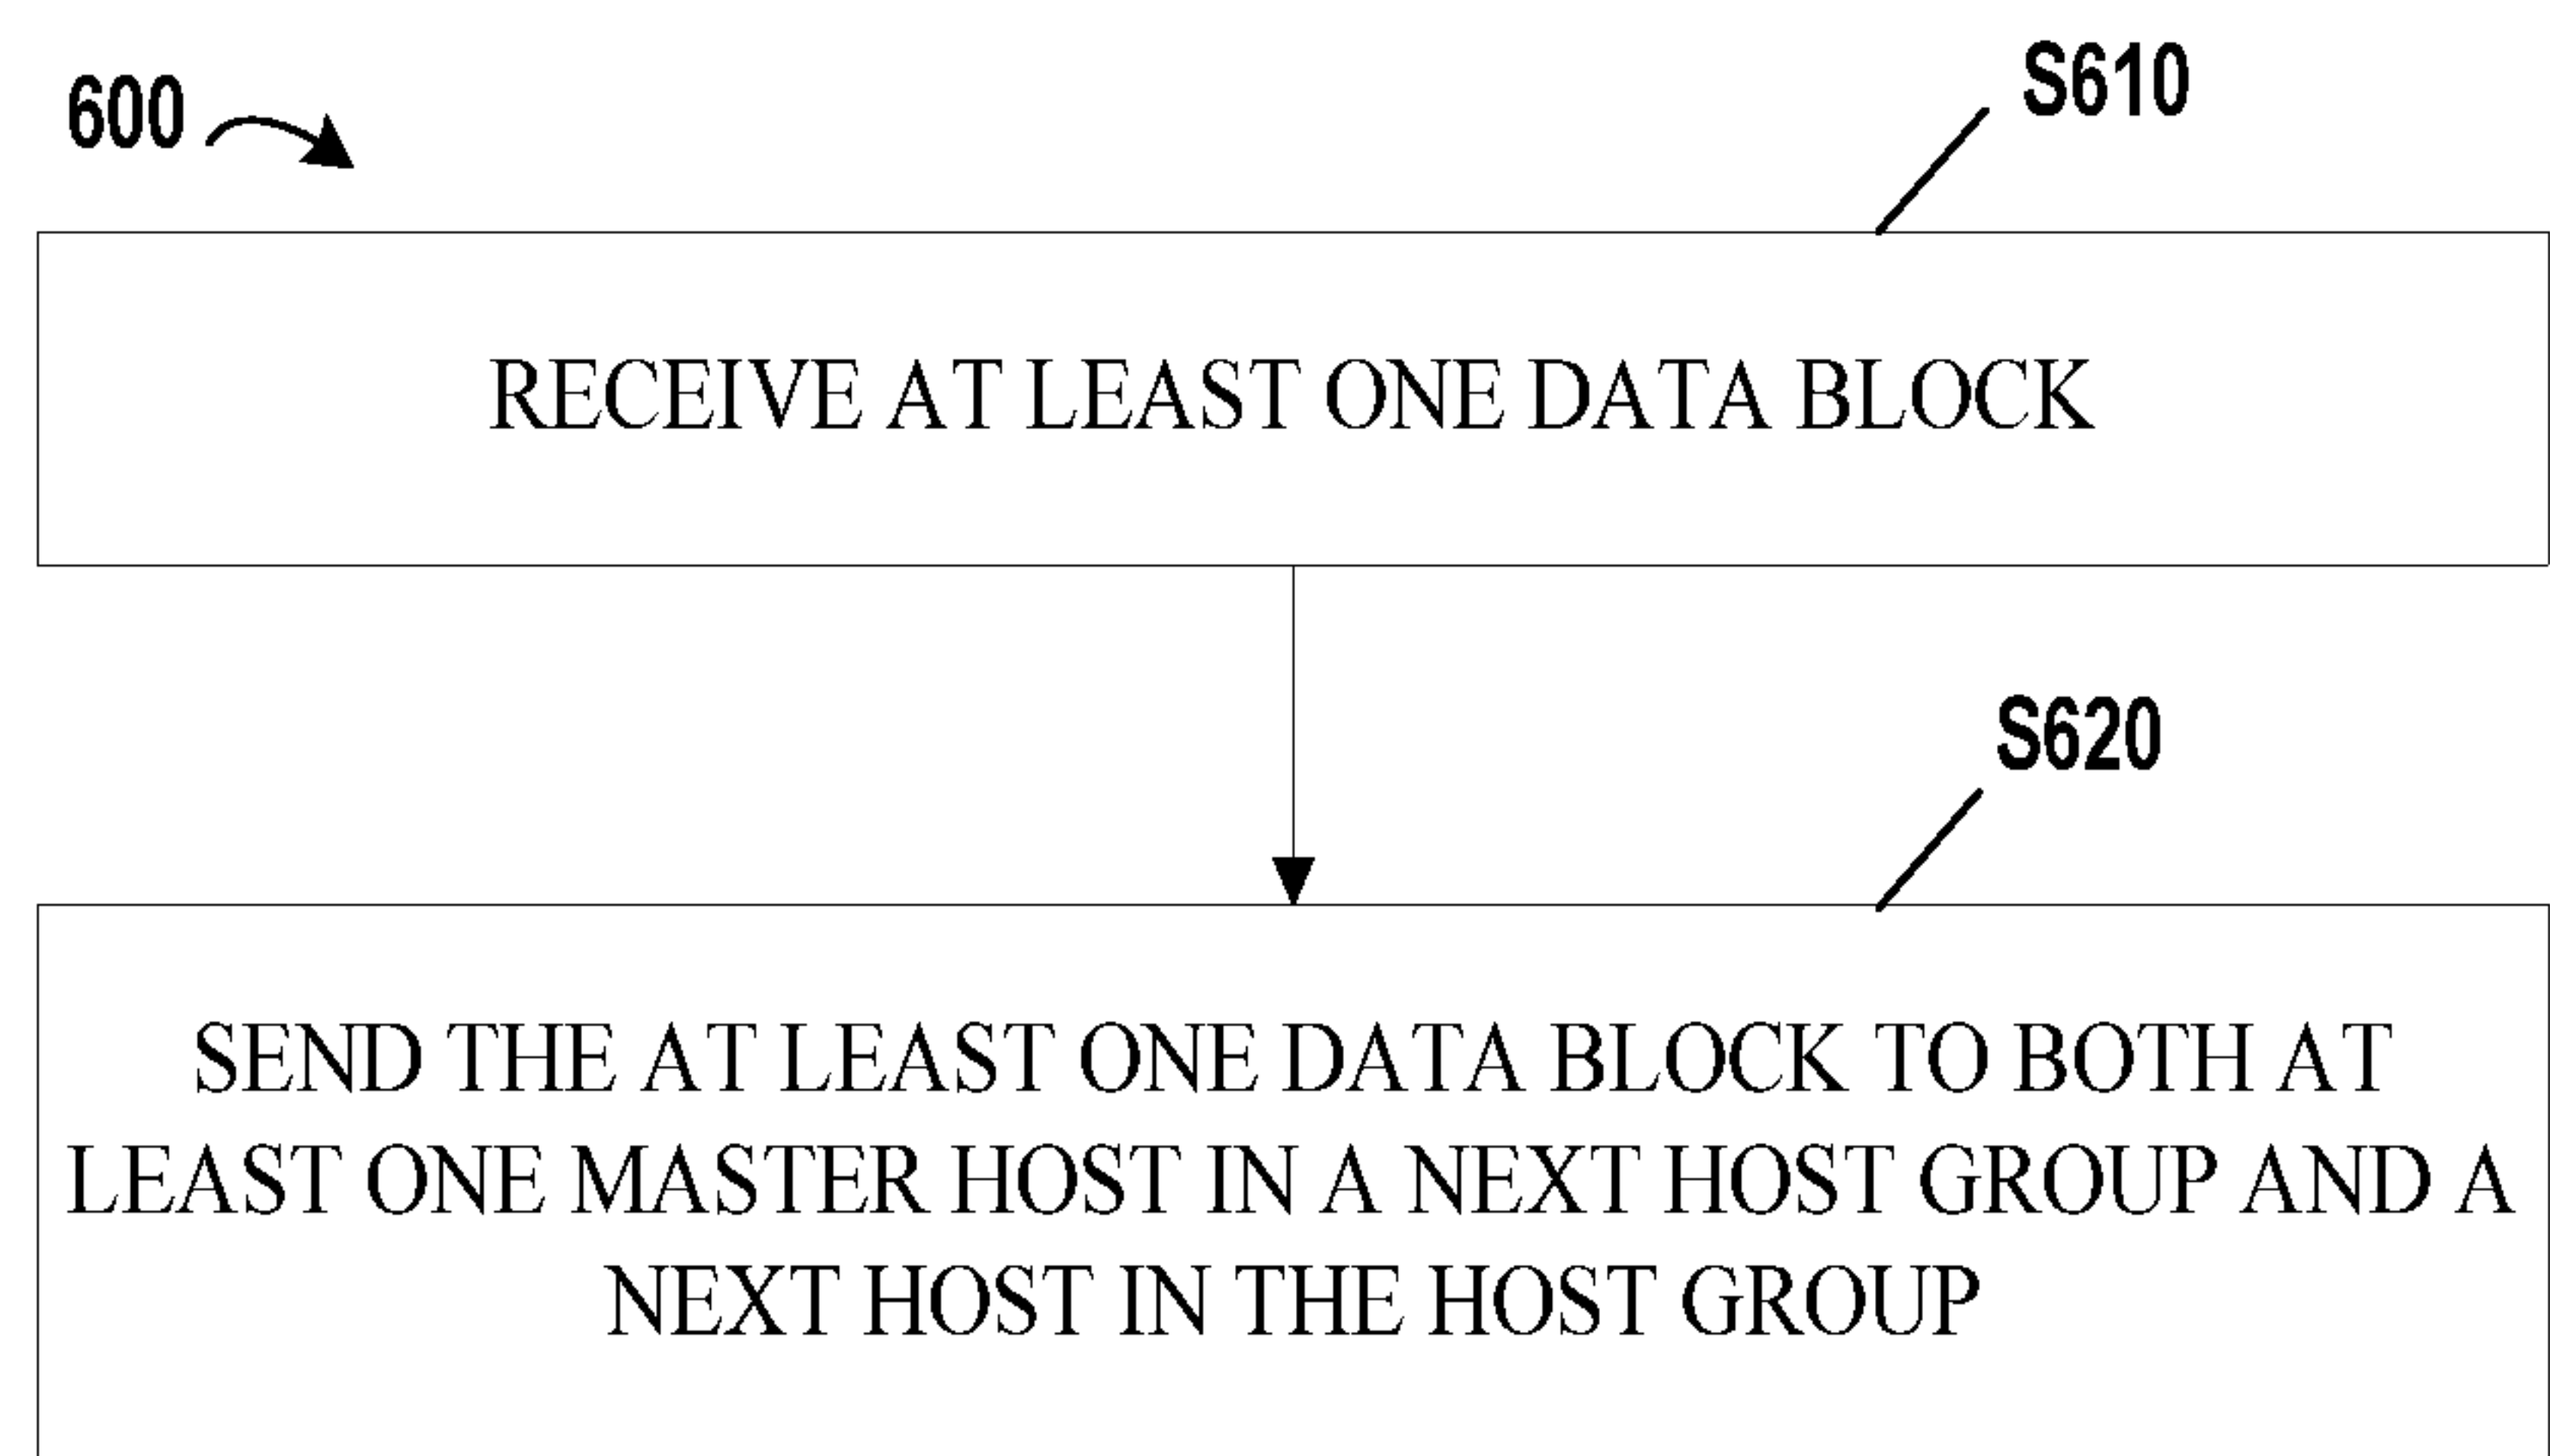 600
S610
RECEIVE AT LEAST ONE DATA BLOCK
S620
SEND THE AT LEAST ONE DATA BLOCK TO BOTH AT
LEAST ONE MASTER HOST IN A NEXT HOST GROUP AND A
NEXT HOST IN THE HOST GROUP